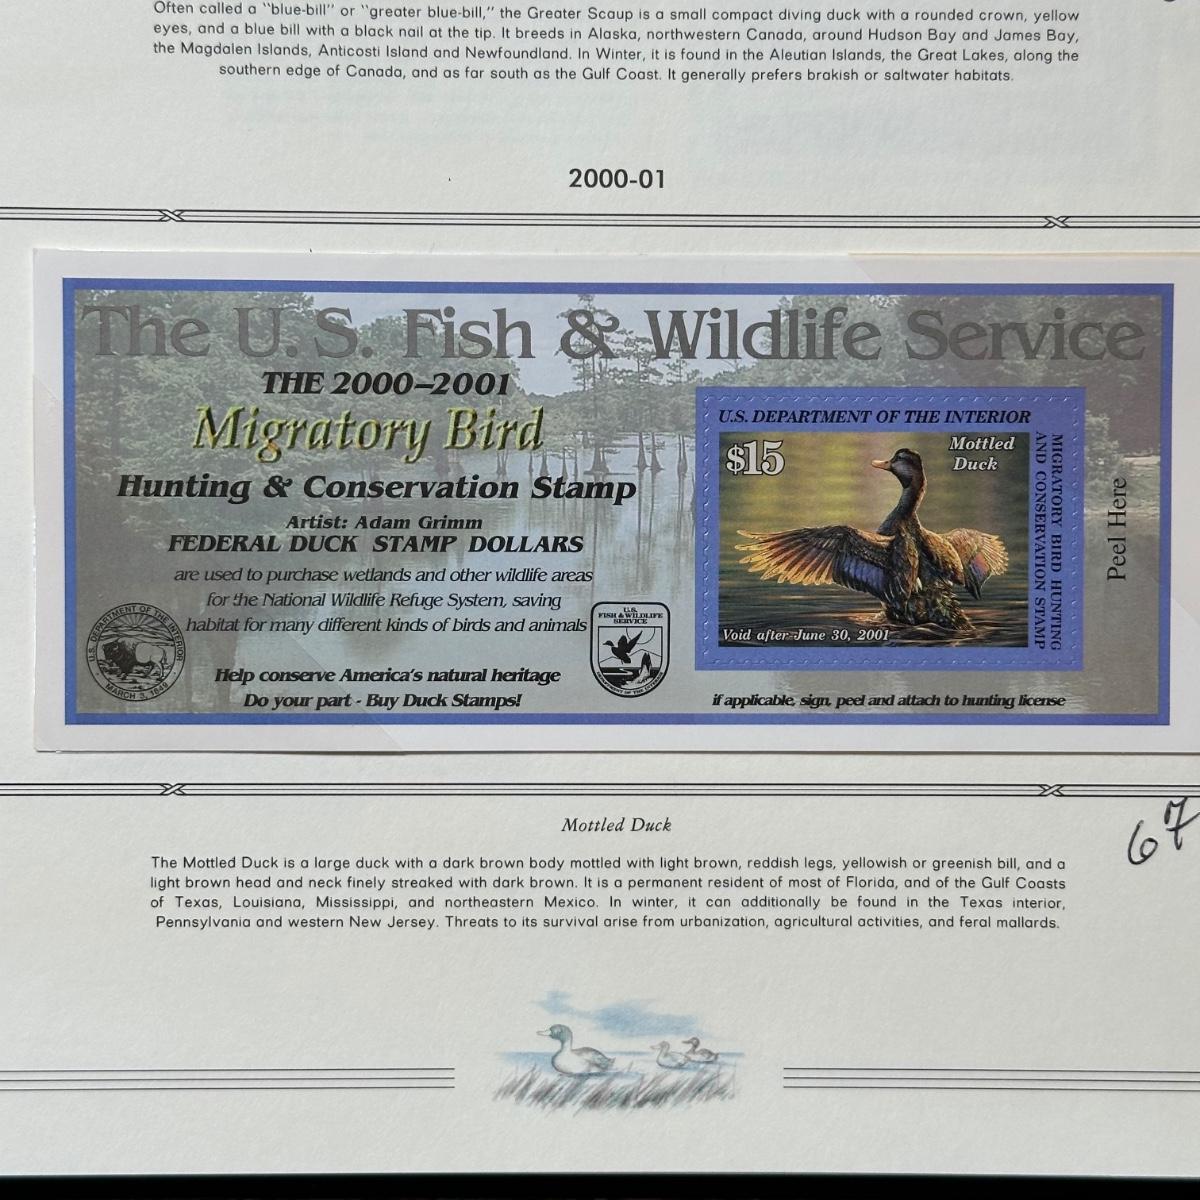 Often called a "blue-bill" or "greater blue-bill," the Greater Scaup is a small compact diving duck with a rounded crown, yellow
eyes, and a blue bill with a black nail at the tip. It breeds in Alaska, northwestern Canada, around Hudson Bay and James Bay,
the Magdalen Islands, Anticosti Island and Newfoundland. In Winter, it is found in the Aleutian Islands, the Great Lakes, along the
southern edge of Canada, and as far south as the Gulf Coast. It generally prefers brakish or saltwater habitats.
2000-01
The U.S. Fish & Wildlife Service
THE 2000–2001
Migratory Bird
Hunting & Conservation Stamp
Artist: Adam Grimm
FEDERAL DUCK STAMP DOLLARS
are used to purchase wetlands and other wildlife areas
for the National Wildlife Refuge System, saving
habitat for many different kinds of birds and animals
Help conserve America's natural heritage
Do your part - Buy Duck Stamps!
U.S. DEPARTMENT OF THE INTERIOR
MARCH 3, 1849
U.S.
FISH & WILDLIFE
SERVICE
DEPARTMENT OF THE INTERIOR
U.S. DEPARTMENT OF THE INTERIOR
$15
Mottled
Duck
MIGRATORY BIRD HUNTING
AND CONSERVATION STAMP
Void after June 30, 2001
Peel Here
if applicable, sign, peel and attach to hunting license
Mottled Duck
67
The Mottled Duck is a large duck with a dark brown body mottled with light brown, reddish legs, yellowish or greenish bill, and a
light brown head and neck finely streaked with dark brown. It is a permanent resident of most of Florida, and of the Gulf Coasts
of Texas, Louisiana, Mississippi, and northeastern Mexico. In winter, it can additionally be found in the Texas interior,
Pennsylvania and western New Jersey. Threats to its survival arise from urbanization, agricultural activities, and feral mallards.